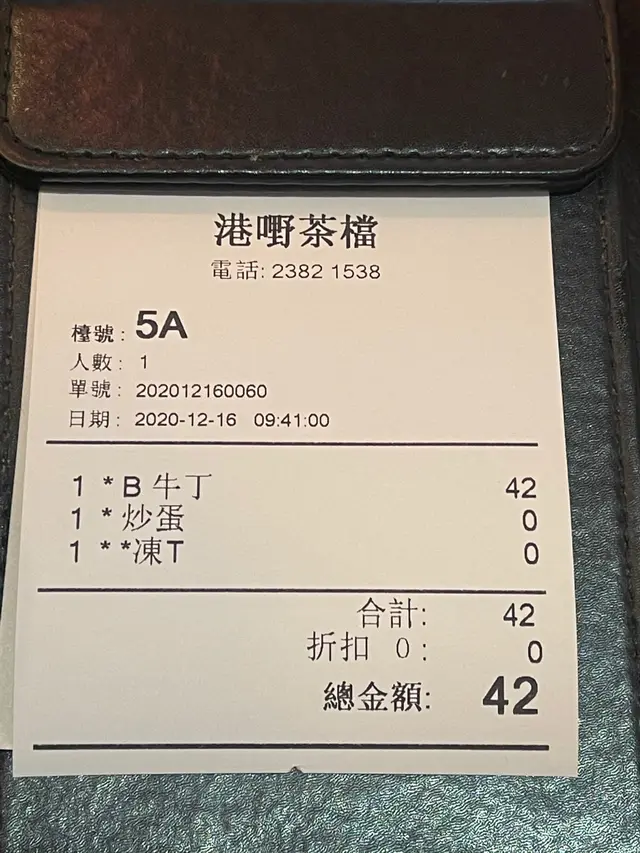 港嘢茶檔
電話: 2382 1538
檯號: 5A
人數: 1
單號: 202012160060
日期: 2020-12-16 09:41:00
1 *B 牛丁 42
1 *炒蛋 0
1 **凍T 0
合計: 42
折扣 0: 0
總金額: 42